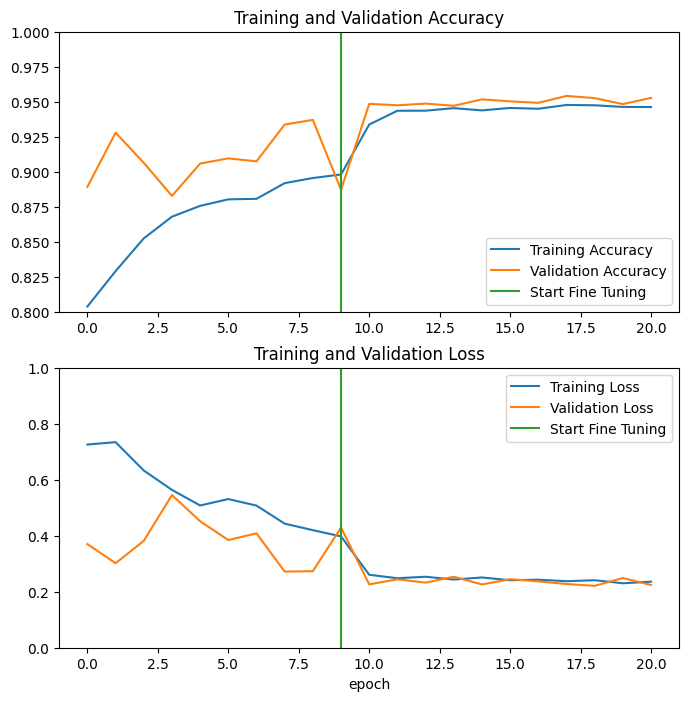 Training and Validation Accuracy
1.000
0.975
0.950
0.925
0.900
0.875
0.850
0.825
0.800
Training Accuracy
Validation Accuracy
Start Fine Tuning
0.0 2.5 5.0 7.5 10.0 12.5 15.0 17.5 20.0
Training and Validation Loss
1.0
0.8
0.6
0.4
0.2
0.0
Training Loss
Validation Loss
Start Fine Tuning
0.0 2.5 5.0 7.5 10.0 12.5 15.0 17.5 20.0
epoch